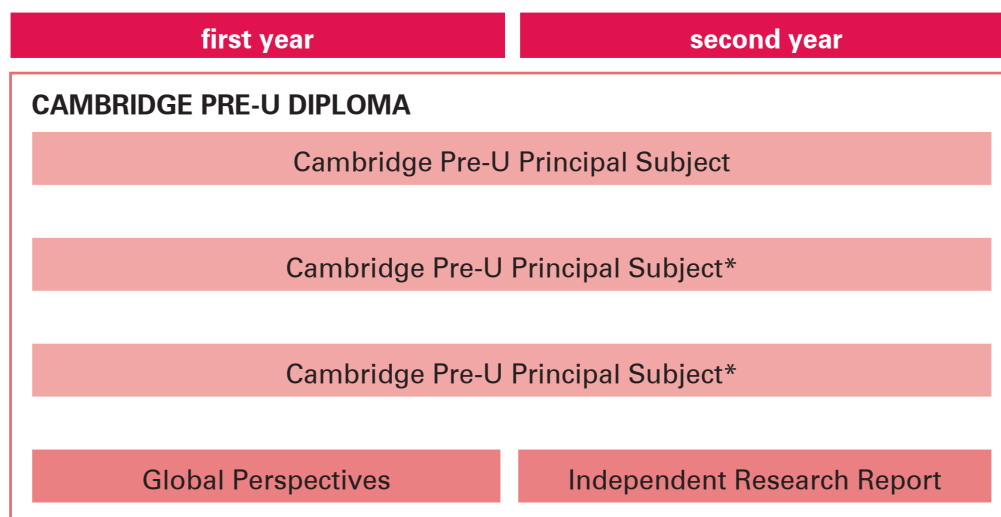 first year
second year
CAMBRIDGE PRE-U DIPLOMA
Cambridge Pre-U Principal Subject
Cambridge Pre-U Principal Subject*
Cambridge Pre-U Principal Subject*
Global Perspectives
Independent Research Report